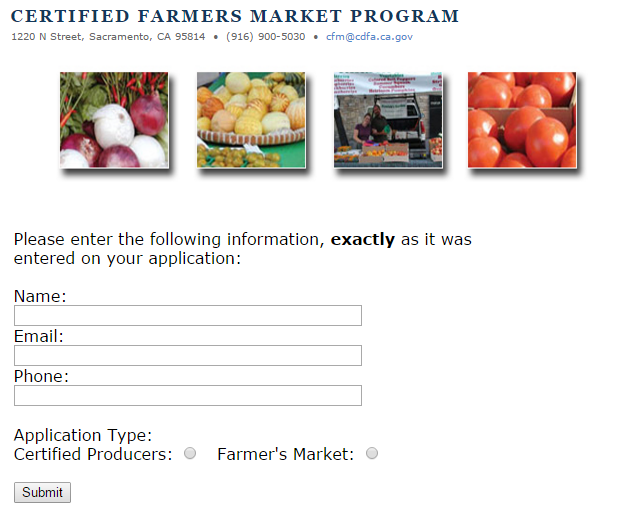 CERTIFIED FARMERS MARKET PROGRAM
1220 N Street, Sacramento, CA 95814 • (916) 900-5030 • cfm@cdfa.ca.gov
Please enter the following information, exactly as it was
entered on your application:
Name:
Email:
Phone:
Application Type:
Certified Producers: Farmer's Market:
Submit